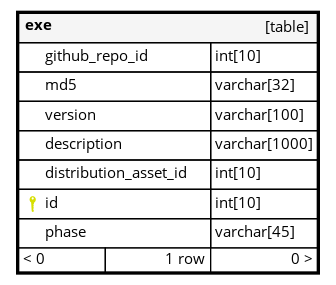 exe [table]
github_repo_id int[10]
md5 varchar[32]
version varchar[100]
description varchar[1000]
distribution_asset_id int[10]
id int[10]
phase varchar[45]
< 0 1 row 0 >